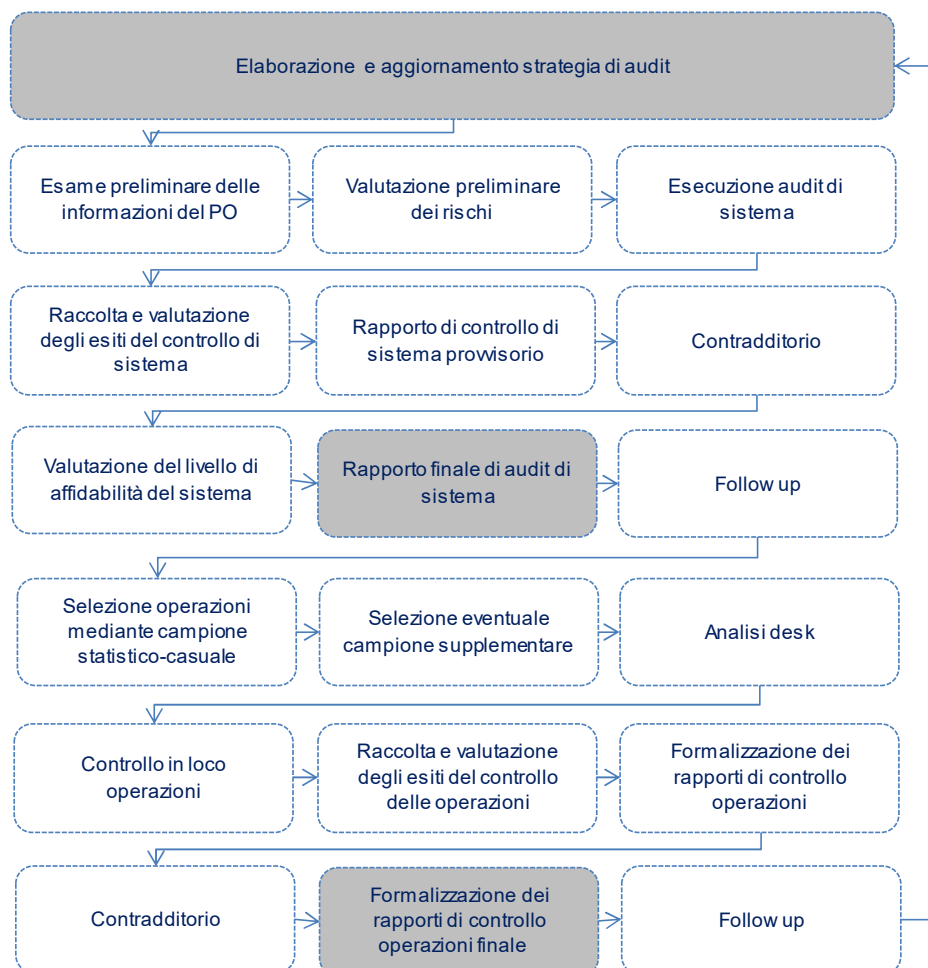 Elaborazione e aggiornamento strategia di audit
Esame preliminare delle
informazioni del PO
Valutazione preliminare
dei rischi
Esecuzione audit di
sistema
Raccolta e valutazione
degli esiti del controllo di
sistema
Rapporto di controllo di
sistema provvisorio
Contradditorio
Valutazione del livello di
affidabilità del sistema
Rapporto finale di audit di
sistema
Follow up
Selezione operazioni
mediante campione
statistico-casuale
Selezione eventuale
campione supplementare
Analisi desk
Controllo in loco
operazioni
Raccolta e valutazione
degli esiti del controllo
delle operazioni
Formalizzazione dei
rapporti di controllo
operazioni
Contradditorio
Formalizzazione dei
rapporti di controllo
operazioni finale
Follow up